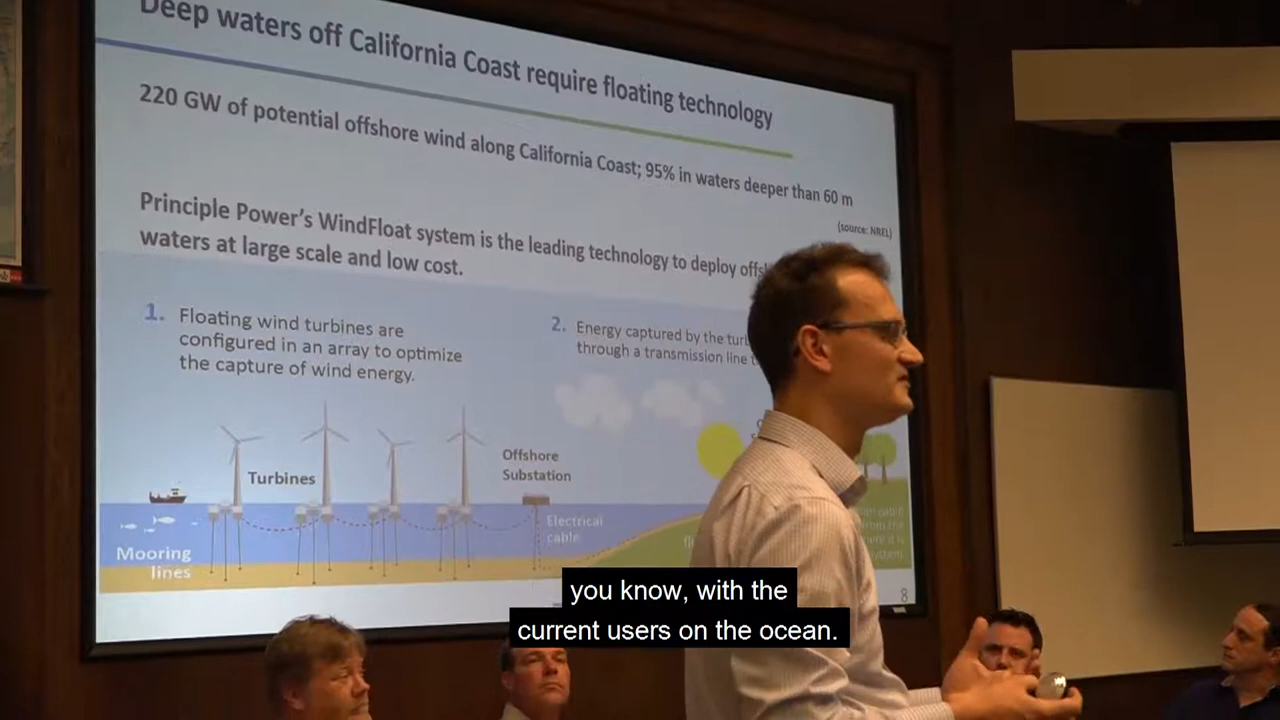 Deep waters off California Coast require floating technology
220 GW of potential offshore wind along California Coast; 95% in waters deeper than 60 m
(source: NREL)
Principle Power's WindFloat system is the leading technology to deploy
waters at large scale and low cost.
1. Floating wind turbines are
configured in an array to optimize
the capture of wind energy.
2. Energy captured by the
through a transmission line
Turbines
Offshore
Substation
Electrical
cable
Mooring
lines
8
you know, with the
current users on the ocean.